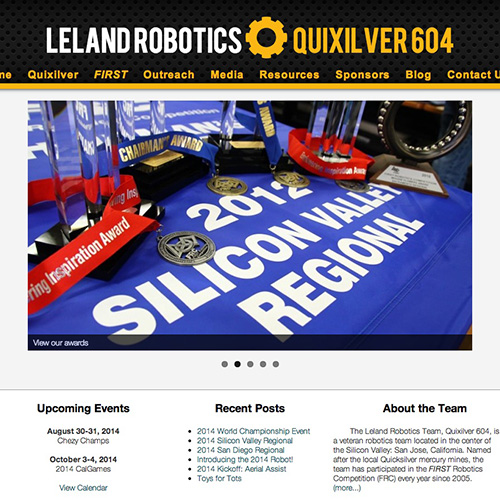 LELAND ROBOTICS QUIXILVER 604
me Quixilver FIRST Outreach Media Resources Sponsors Blog Contact U
CHAIRMAN'S AWARD
ring Inspiration Award
Inspiration Award
2012
SILICON VALLEY
REGIONAL
View our awards
Upcoming Events
August 30-31, 2014
Chezy Champs
October 3-4, 2014
2014 CalGames
View Calendar
Recent Posts
2014 World Championship Event
2014 Silicon Valley Regional
2014 San Diego Regional
Introducing the 2014 Robot!
2014 Kickoff: Aerial Assist
Toys for Tots
About the Team
The Leland Robotics Team, Quixilver 604, is
a veteran robotics team located in the center of
the Silicon Valley: San Jose, California. Named
after the local Quicksilver mercury mines, the
team has participated in the FIRST Robotics
Competition (FRC) every year since 2005.
(more...)